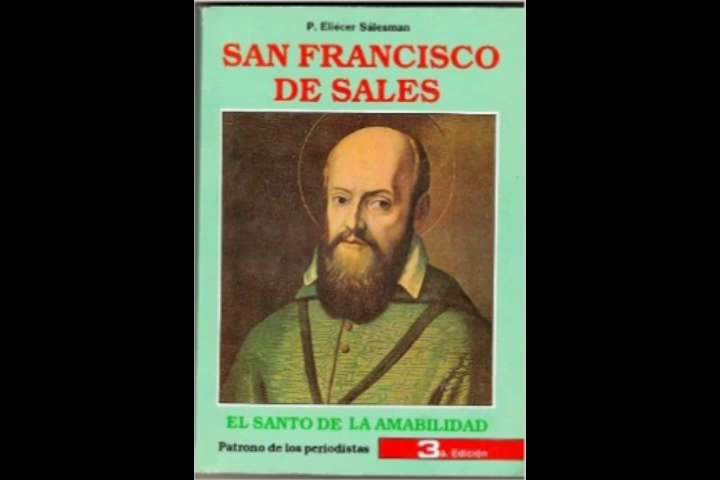 P. Eliécer Sálesman
SAN FRANCISCO
DE SALES
EL SANTO DE LA AMABILIDAD
Patrono de los periodistas
3a. Edición